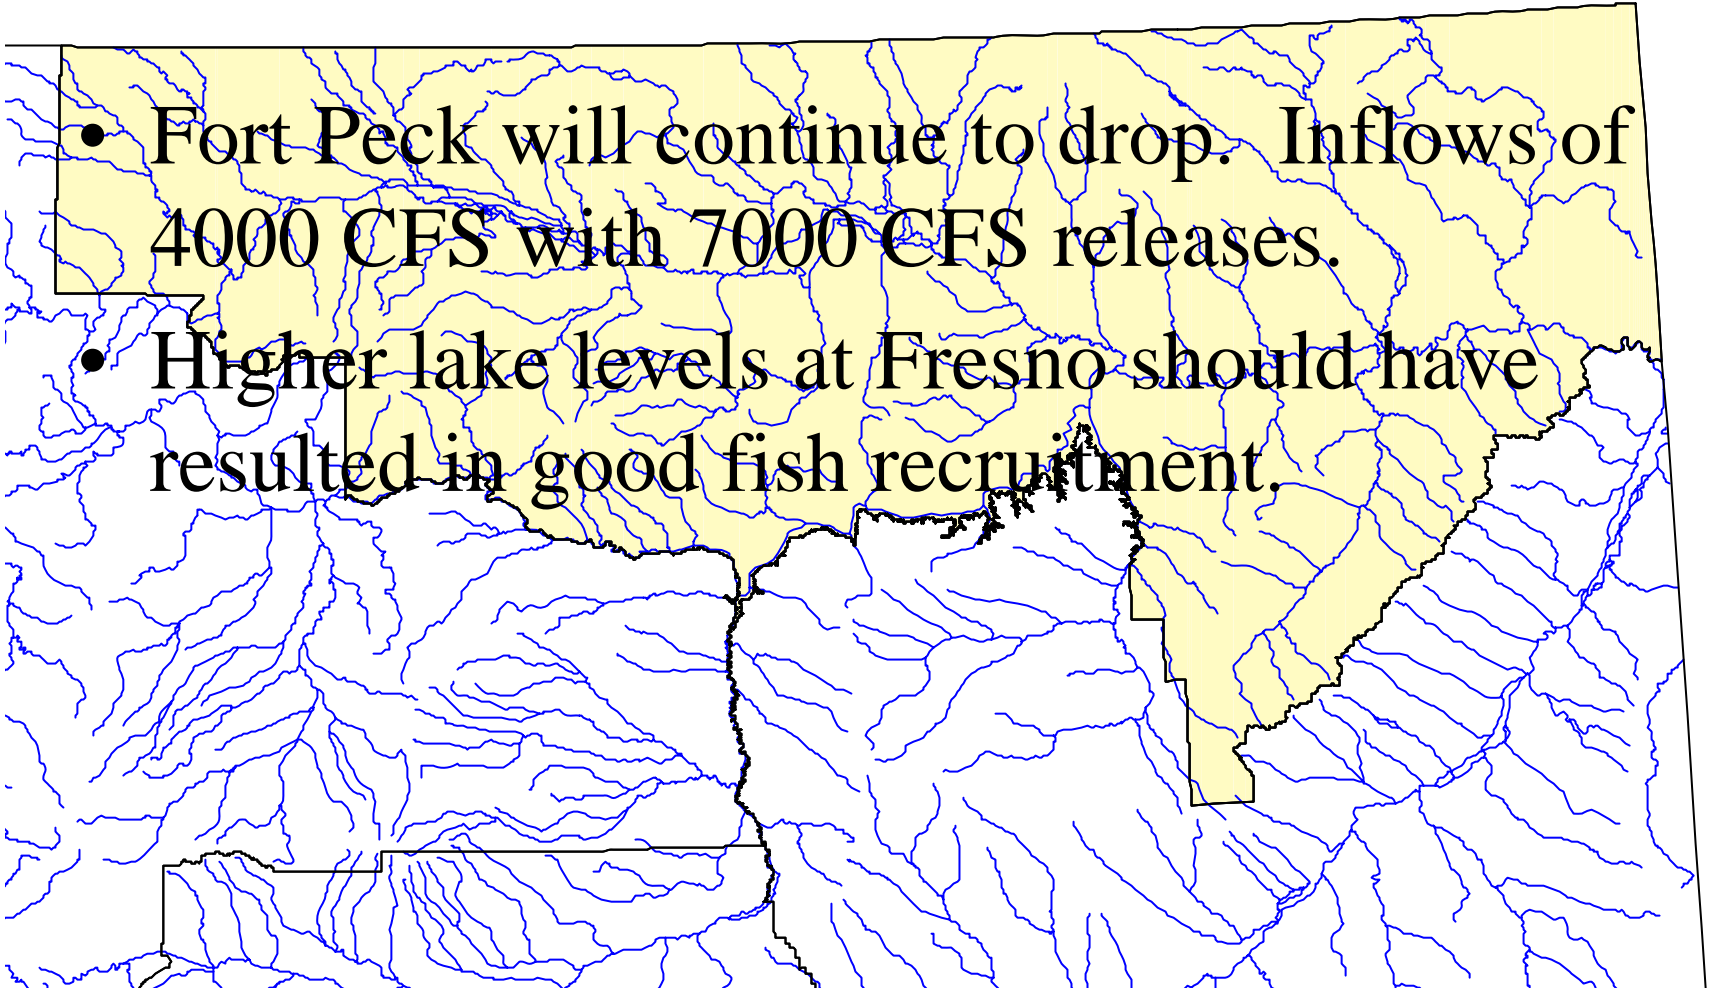 • Fort Peck will continue to drop.  Inflows of
4000 CFS with 7000 CFS releases.
• Higher lake levels at Fresno should have
resulted in good fish recruitment.